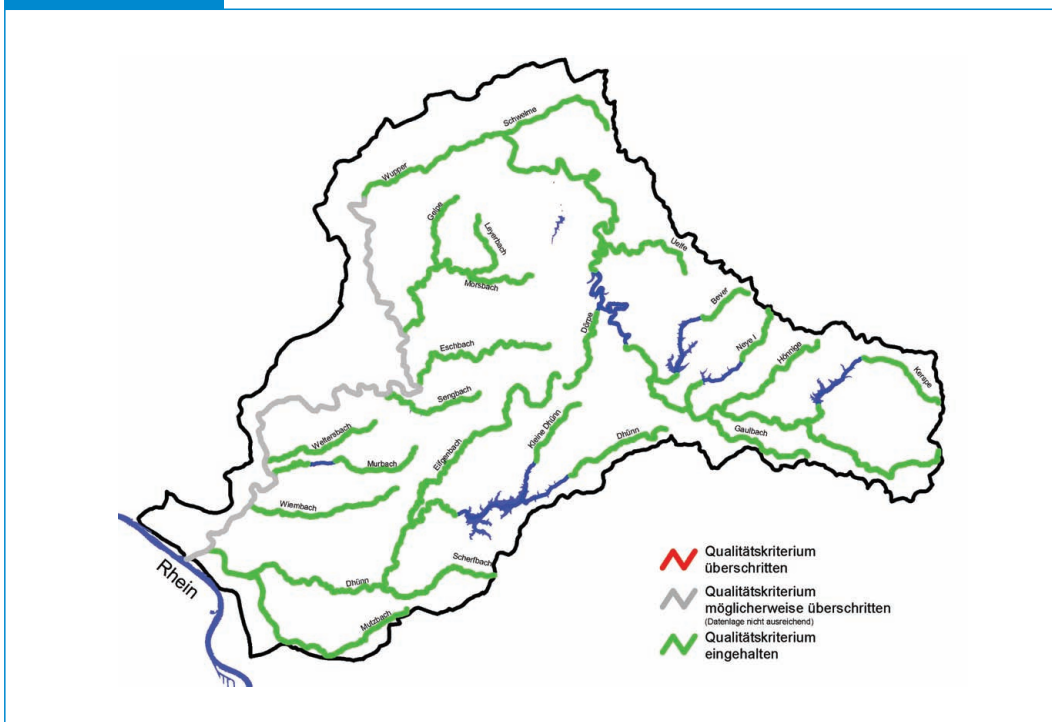 Schwelme
Wupper
Gelpe
Leyerbach
Morsbach
Uelfe
Bever
Dörpe
Neye I
Hönnige
Kerspe
Eschbach
Sengbach
Gaulbach
Weltersbach
Murbach
Eifgenbach
Kleine Dhünn
Dhünn
Wiembach
Scherfbach
Dhünn
Mutzbach
Rhein
Qualitätskriterium
überschritten
Qualitätskriterium
möglicherweise überschritten
(Datenlage nicht ausreichend)
Qualitätskriterium
eingehalten